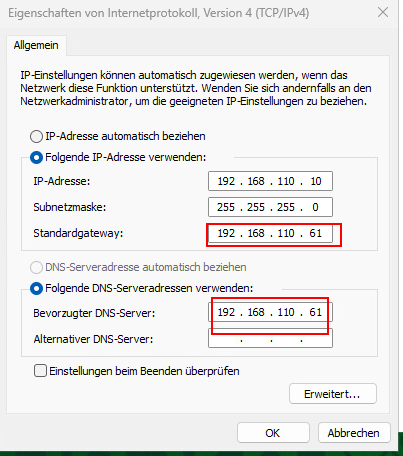 Eigenschaften von Internetprotokoll, Version 4 (TCP/IPv4)
Allgemein
IP-Einstellungen können automatisch zugewiesen werden, wenn das
Netzwerk diese Funktion unterstützt. Wenden Sie sich andernfalls an den
Netzwerkadministrator, um die geeigneten IP-Einstellungen zu beziehen.
IP-Adresse automatisch beziehen
Folgende IP-Adresse verwenden:
IP-Adresse: 192 . 168 . 110 . 10
Subnetzmaske: 255 . 255 . 255 . 0
Standardgateway: 192 . 168 . 110 . 61
DNS-Serveradresse automatisch beziehen
Folgende DNS-Serveradressen verwenden:
Bevorzugter DNS-Server: 192 . 168 . 110 . 61
Alternativer DNS-Server: . . .
Einstellungen beim Beenden überprüfen
Erweitert...
OK Abbrechen